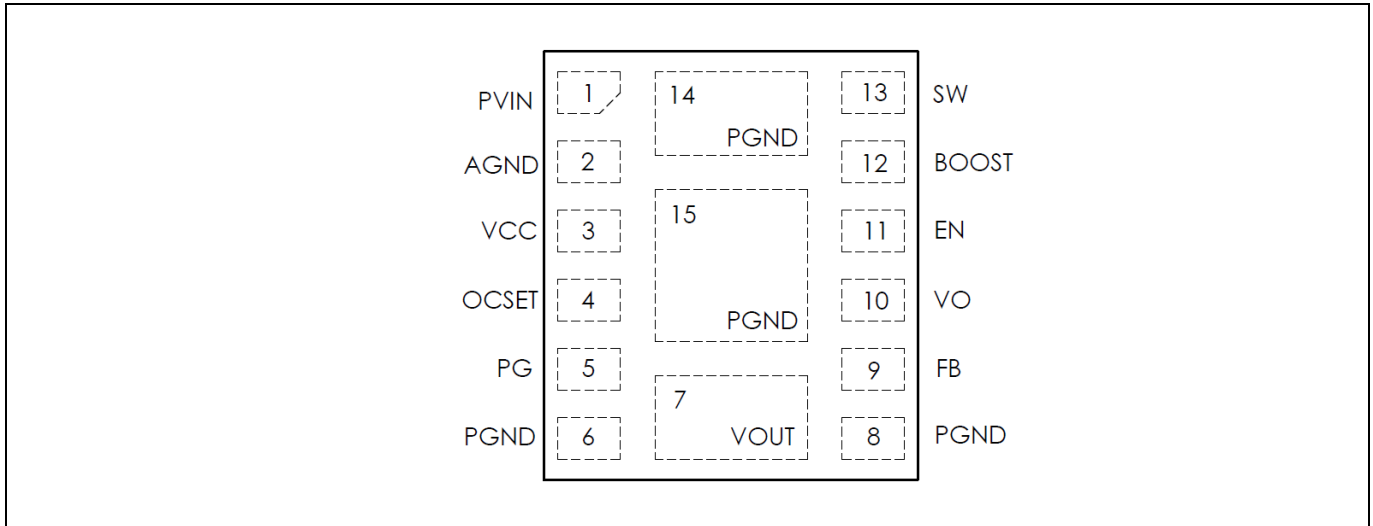 PVIN 1 14 13 SW
PGND
AGND 2 12 BOOST
VCC 3 15 11 EN
OCSET 4 10 VO
PGND
PG 5 9 FB
7
PGND 6 VOUT 8 PGND